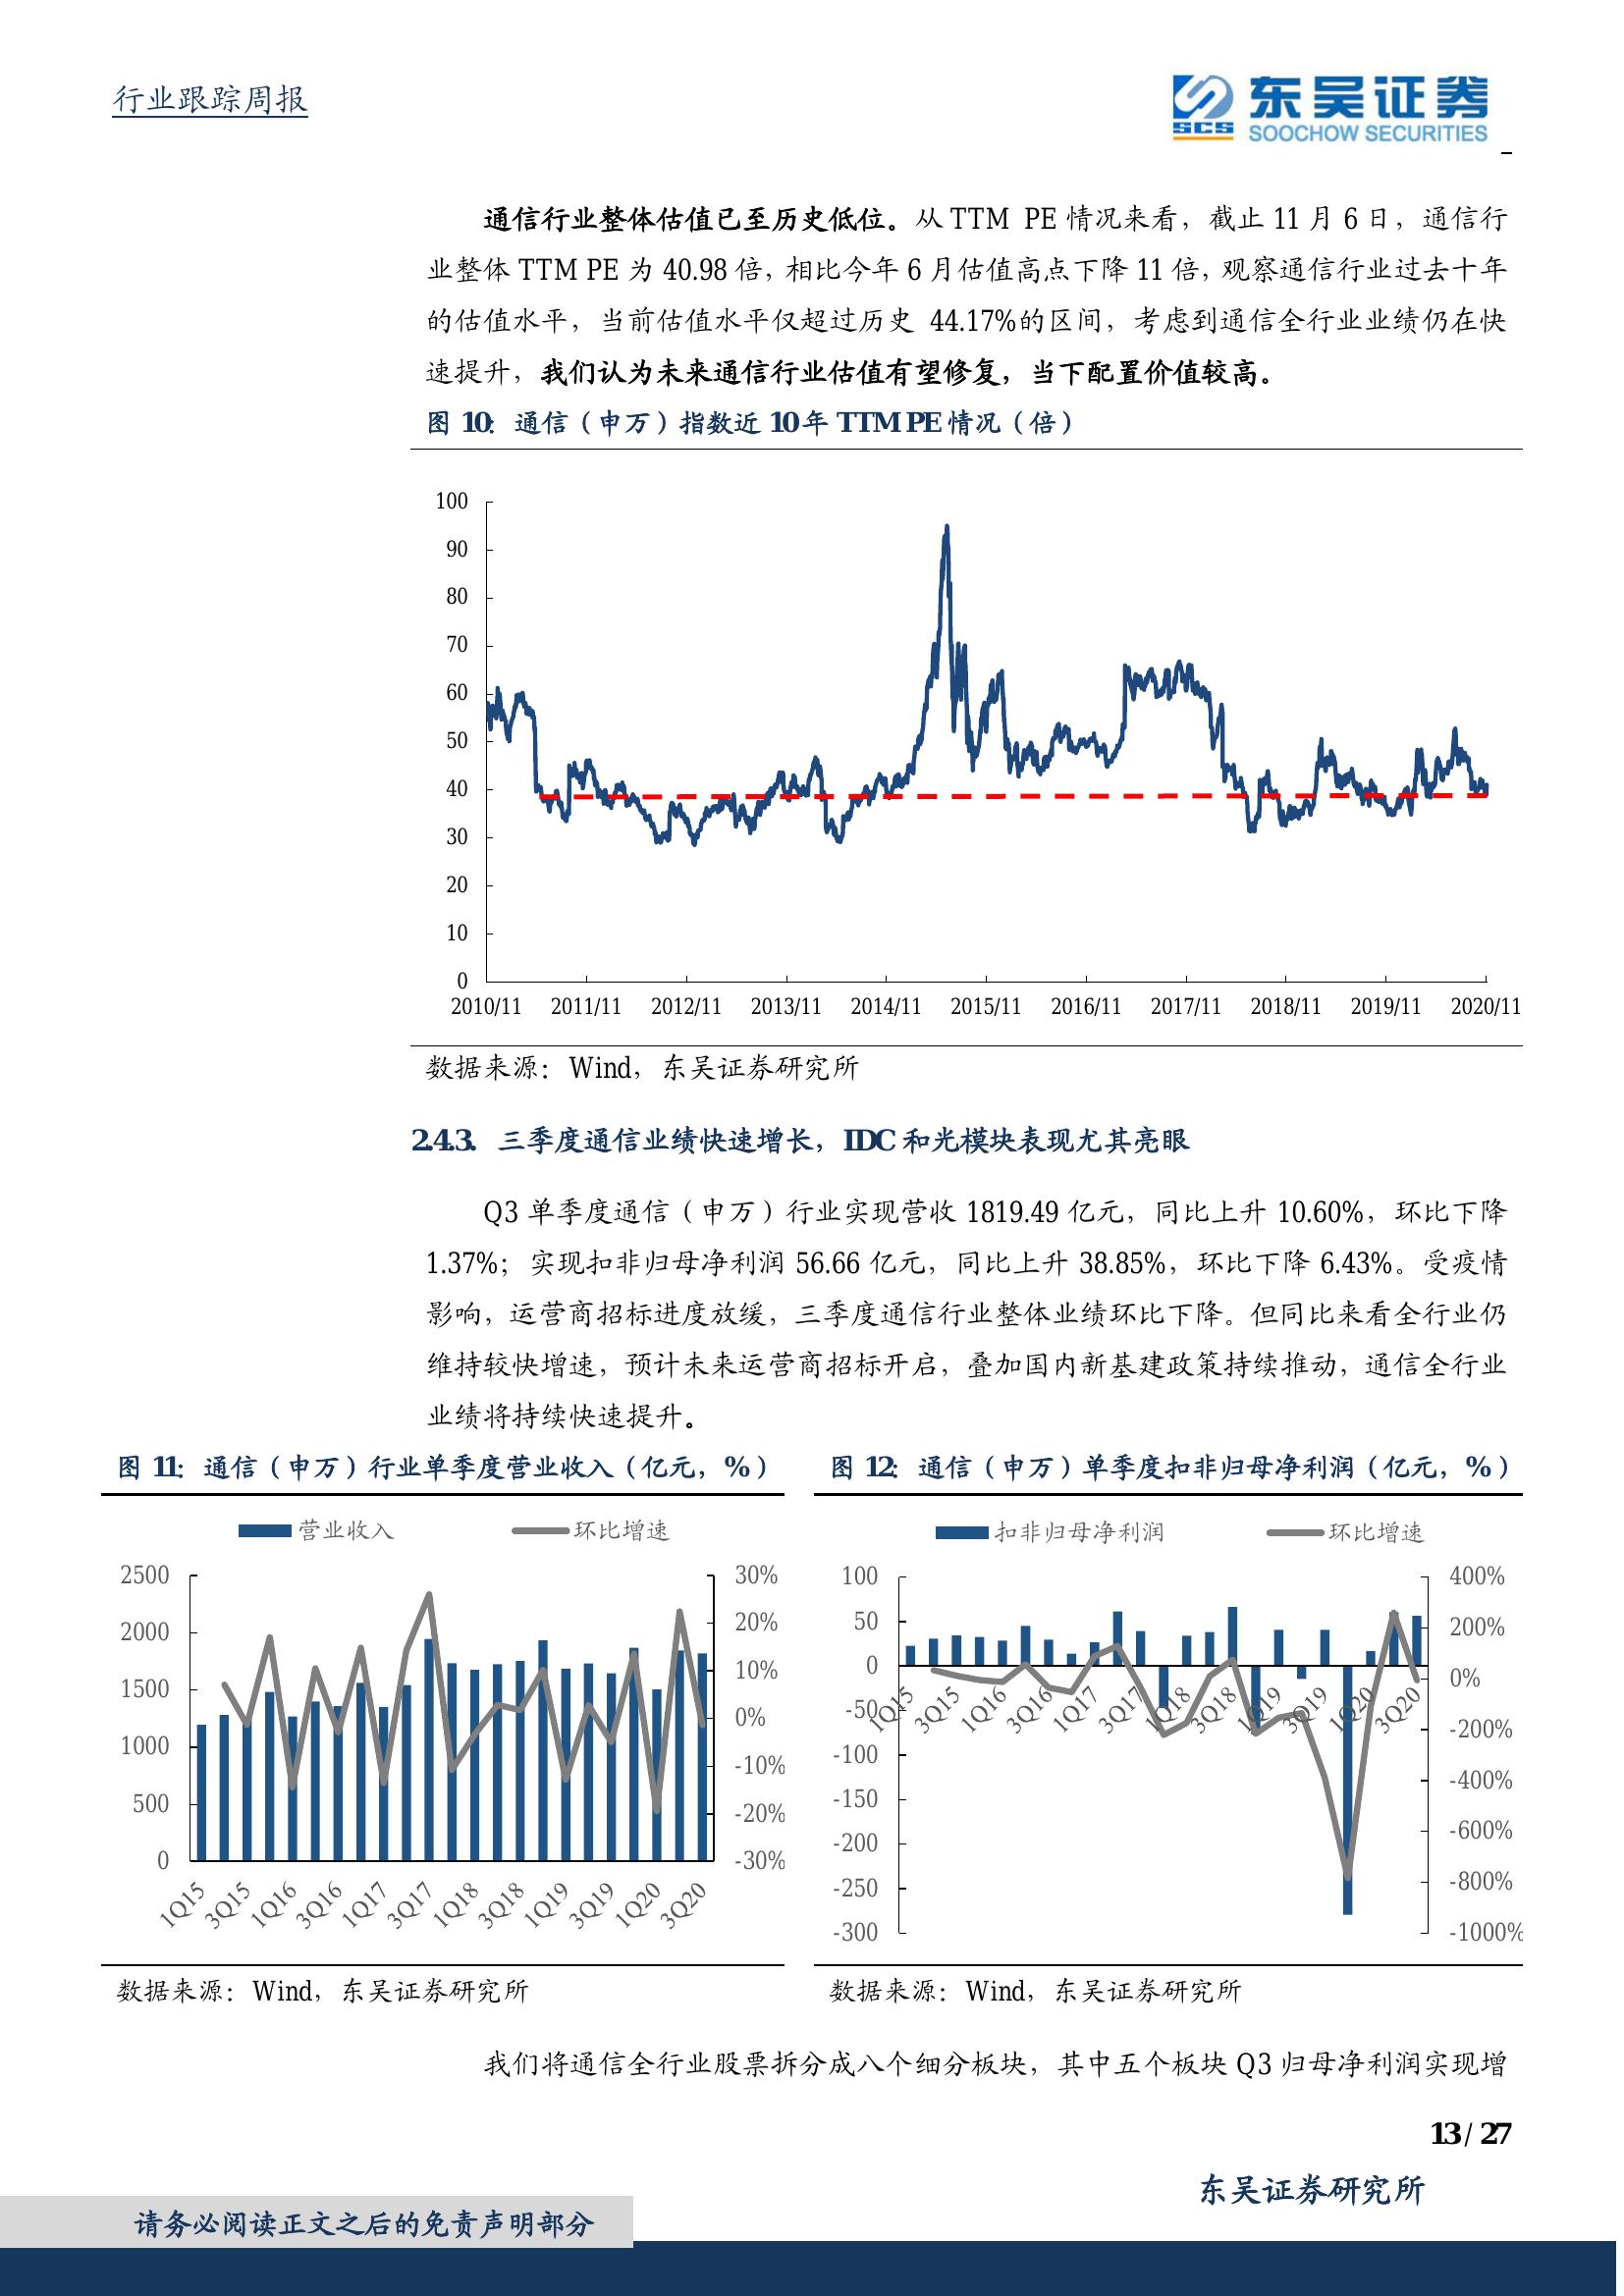 行业跟踪周报
东吴证券
SCS
SOOCHOW SECURITIES
通信行业整体估值已至历史低位。从 TTM PE 情况来看，截止 11 月 6 日，通信行
业整体 TTM PE 为 40.98 倍，相比今年 6 月估值高点下降 11 倍，观察通信行业过去十年
的估值水平，当前估值水平仅超过历史 44.17%的区间，考虑到通信全行业业绩仍在快
速提升，我们认为未来通信行业估值有望修复，当下配置价值较高。
图 10：通信（申万）指数近 10 年 TTM PE 情况（倍）
100
90
80
70
60
50
40
30
20
10
0
2010/11 2011/11 2012/11 2013/11 2014/11 2015/11 2016/11 2017/11 2018/11 2019/11 2020/11
数据来源：Wind，东吴证券研究所
2.4.3. 三季度通信业绩快速增长，IDC 和光模块表现尤其亮眼
Q3 单季度通信（申万）行业实现营收 1819.49 亿元，同比上升 10.60%，环比下降
1.37%；实现扣非归母净利润 56.66 亿元，同比上升 38.85%，环比下降 6.43%。受疫情
影响，运营商招标进度放缓，三季度通信行业整体业绩环比下降。但同比来看全行业仍
维持较快增速，预计未来运营商招标开启，叠加国内新基建政策持续推动，通信全行业
业绩将持续快速提升。
图 11：通信（申万）行业单季度营业收入（亿元，%）
营业收入 环比增速
2500
2000
1500
1000
500
0
30%
20%
10%
0%
-10%
-20%
-30%
1Q15 3Q15 1Q16 3Q16 1Q17 3Q17 1Q18 3Q18 1Q19 3Q19 1Q20 3Q20
数据来源：Wind，东吴证券研究所
图 12：通信（申万）单季度扣非归母净利润（亿元，%）
扣非归母净利润 环比增速
100
50
0
-50
-100
-150
-200
-250
-300
400%
200%
0%
-200%
-400%
-600%
-800%
-1000%
1Q15 3Q15 1Q16 3Q16 1Q17 3Q17 1Q18 3Q18 1Q19 3Q19 1Q20 3Q20
数据来源：Wind，东吴证券研究所
我们将通信全行业股票拆分成八个细分板块，其中五个板块 Q3 归母净利润实现增
13 / 27
东吴证券研究所
请务必阅读正文之后的免责声明部分